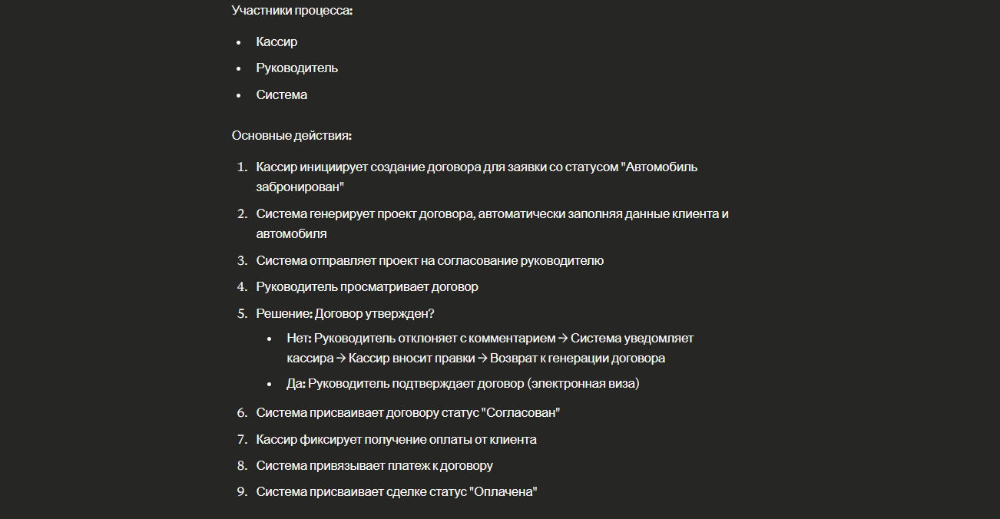 Участники процесса:
• Кассир
• Руководитель
• Система
Основные действия:
1. Кассир инициирует создание договора для заявки со статусом "Автомобиль
забронирован"
2. Система генерирует проект договора, автоматически заполняя данные клиента и
автомобиля
3. Система отправляет проект на согласование руководителю
4. Руководитель просматривает договор
5. Решение: Договор утвержден?
• Нет: Руководитель отклоняет с комментарием → Система уведомляет
кассира → Кассир вносит правки → Возврат к генерации договора
• Да: Руководитель подтверждает договор (электронная виза)
6. Система присваивает договору статус "Согласован"
7. Кассир фиксирует получение оплаты от клиента
8. Система привязывает платеж к договору
9. Система присваивает сделке статус "Оплачена"